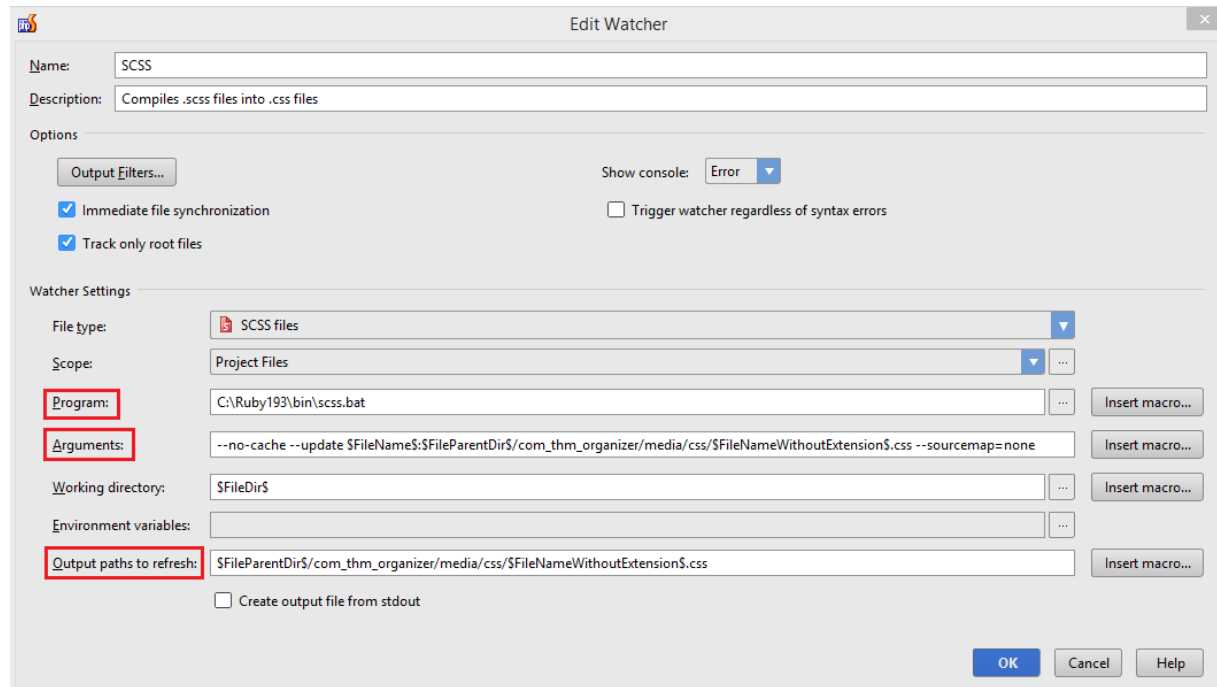 Edit Watcher
Name: SCSS
Description: Compiles .scss files into .css files
Options
Output Filters... Show console: Error
Immediate file synchronization Trigger watcher regardless of syntax errors
Track only root files
Watcher Settings
File type: SCSS files
Scope: Project Files ...
Program: C:\Ruby193\bin\scss.bat ... Insert macro...
Arguments: --no-cache --update $FileName$:$FileParentDir$/com_thm_organizer/media/css/$FileNameWithoutExtension$.css --sourcemap=none Insert macro...
Working directory: $FileDir$ ... Insert macro...
Environment variables: ...
Output paths to refresh: $FileParentDir$/com_thm_organizer/media/css/$FileNameWithoutExtension$.css Insert macro...
Create output file from stdout
OK Cancel Help